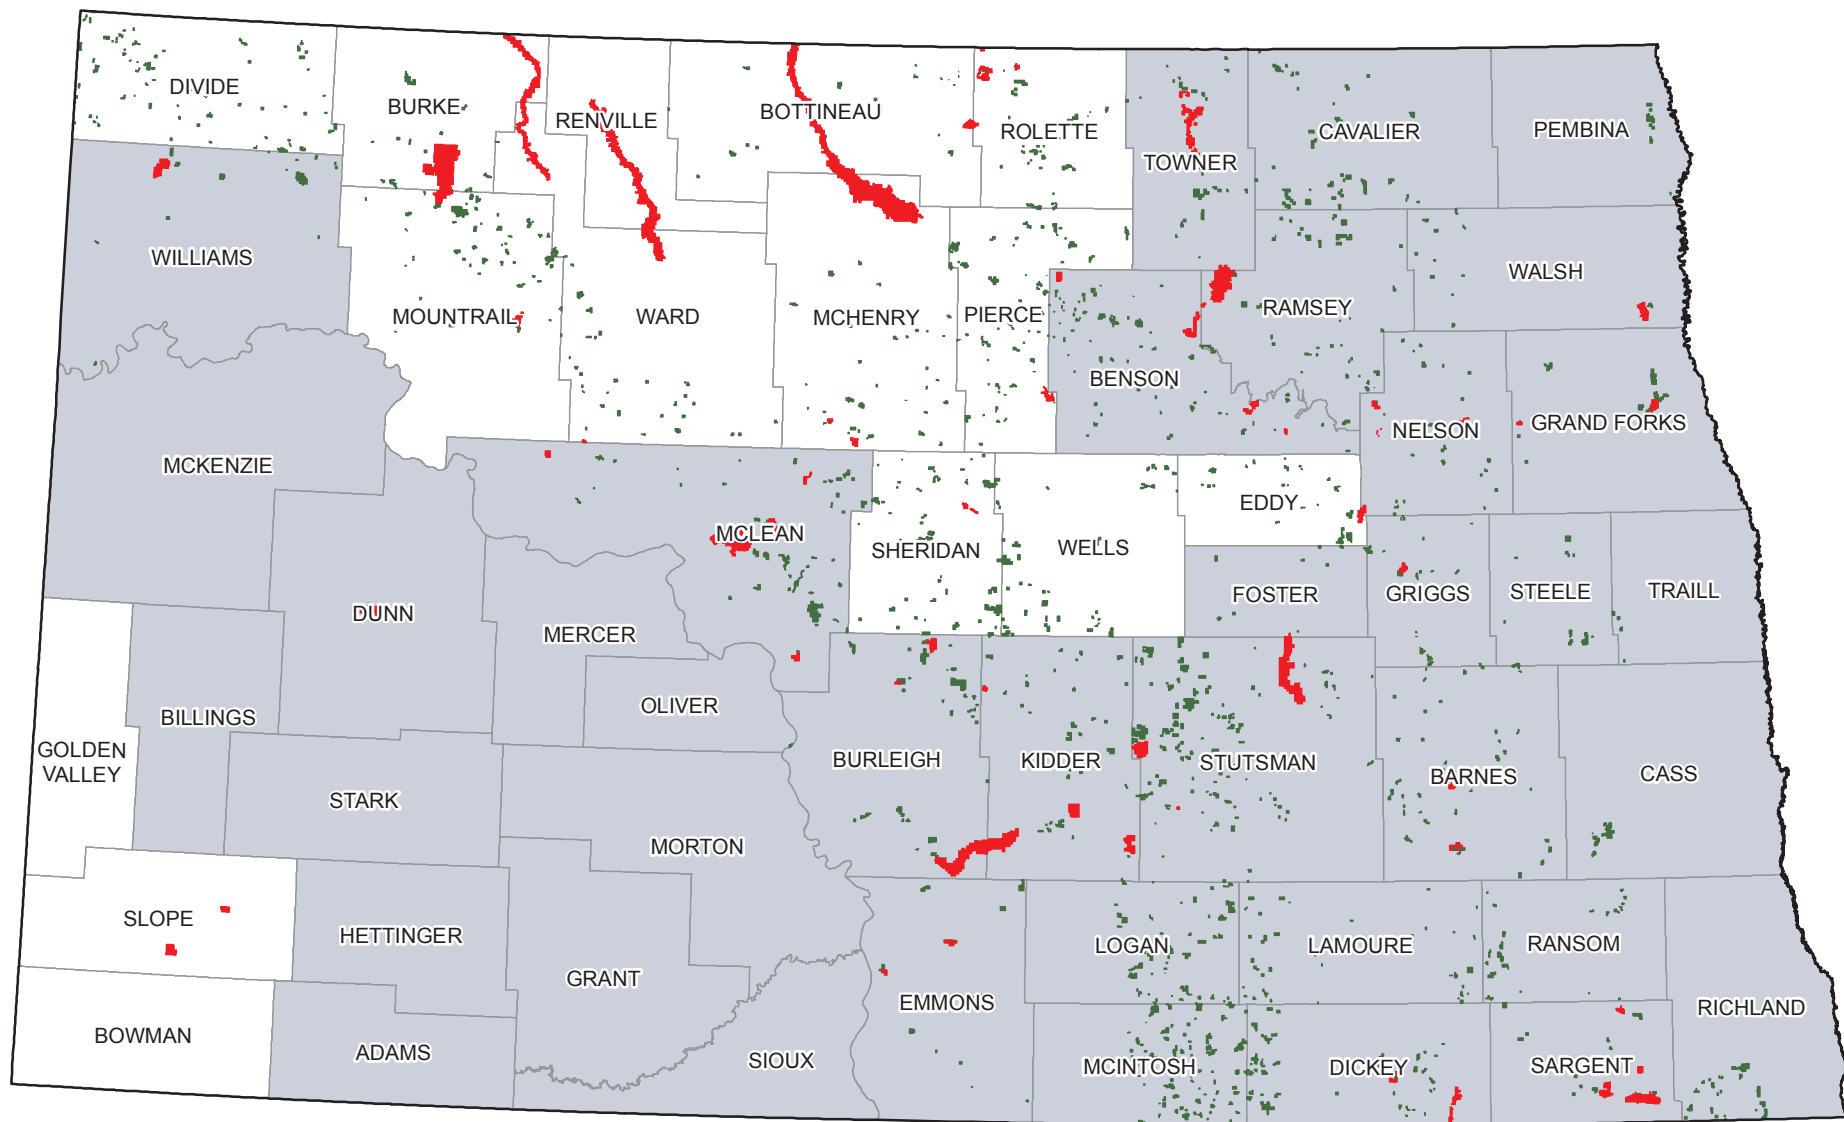 DIVIDE
BURKE
RENVILLE
BOTTINEAU
ROLETTE
TOWNER
CAVALIER
PEMBINA
WILLIAMS
MOUNTRAIL
WARD
MCHENRY
PIERCE
BENSON
RAMSEY
WALSH
NELSON
GRAND FORKS
MCKENZIE
DUNN
MCLEAN
MERCER
OLIVER
SHERIDAN
WELLS
EDDY
FOSTER
GRIGGS
STEELE
TRAILL
GOLDEN
VALLEY
BILLINGS
STARK
MORTON
BURLEIGH
KIDDER
STUTSMAN
BARNES
CASS
SLOPE
HETTINGER
GRANT
EMMONS
LOGAN
LAMOURE
RANSOM
RICHLAND
BOWMAN
ADAMS
SIOUX
MCINTOSH
DICKEY
SARGENT